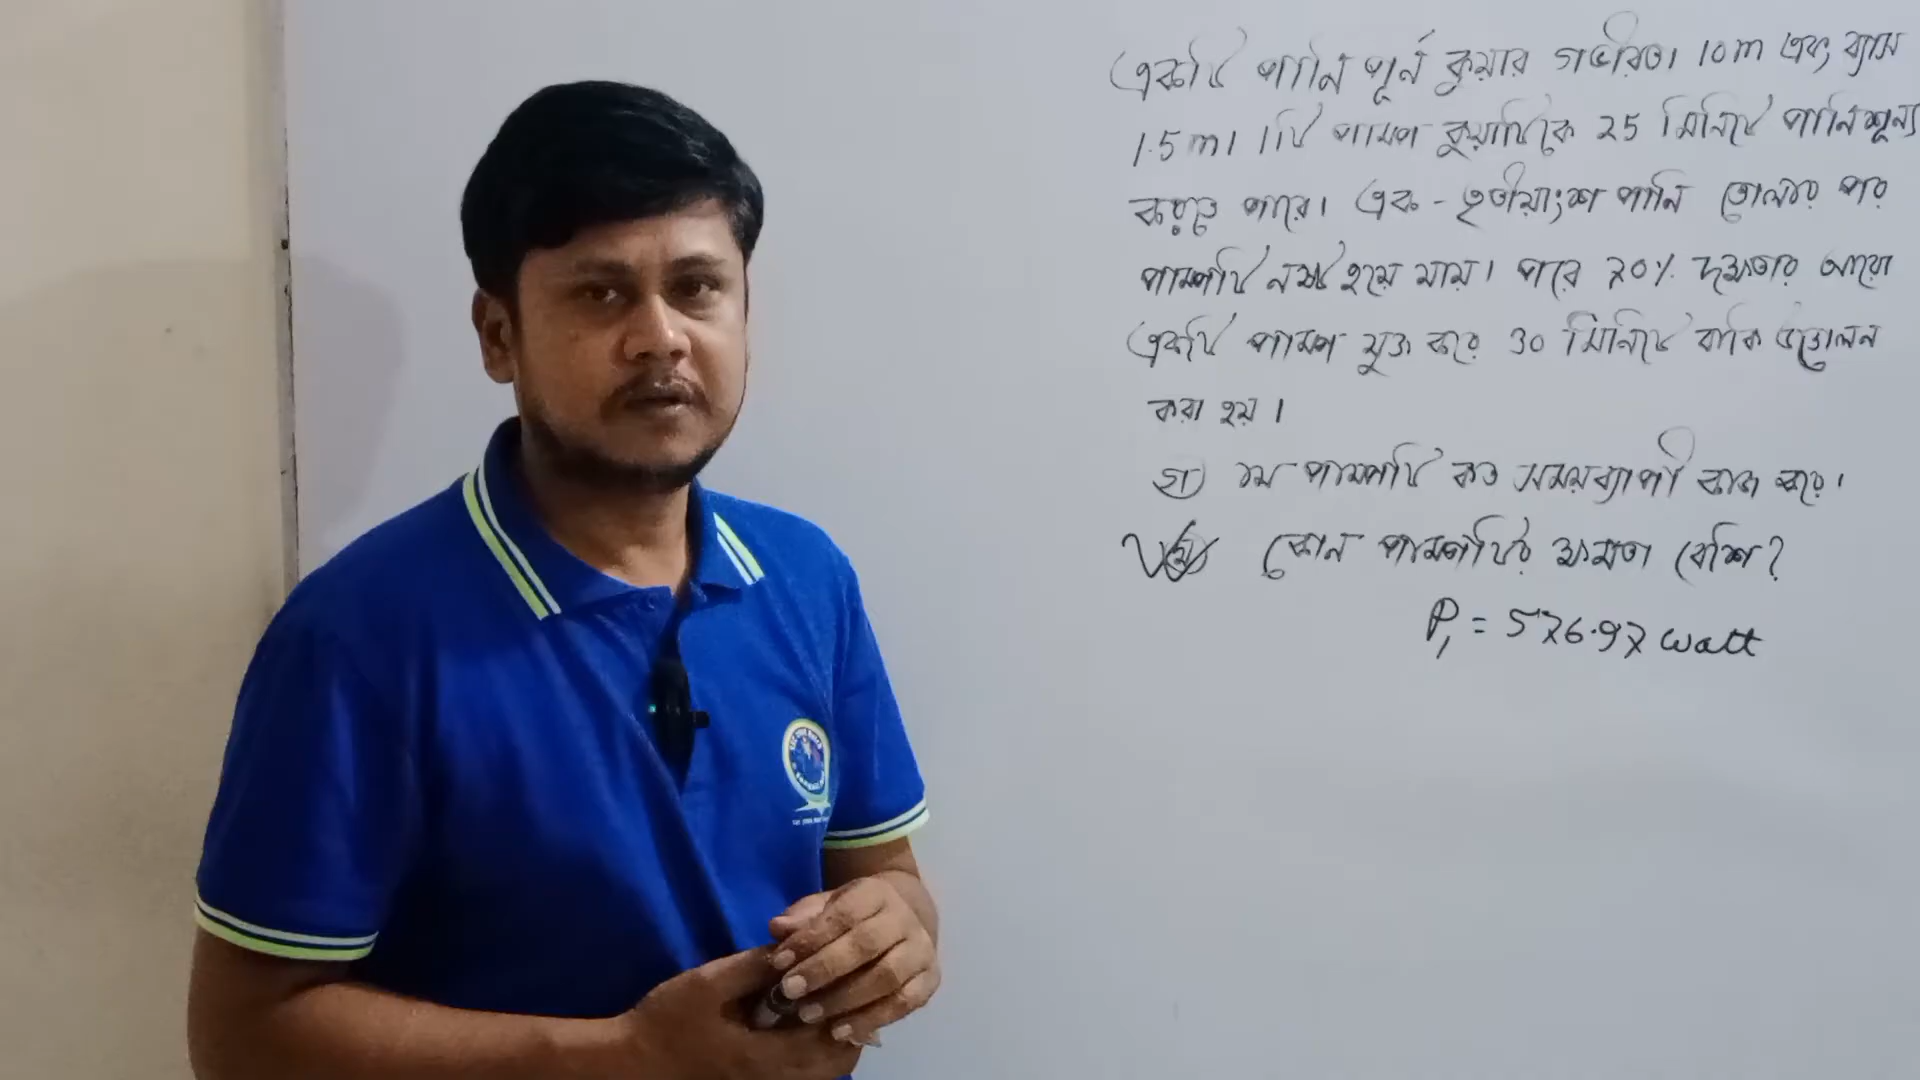 একটি পানি পূর্ন কুয়ার গভীরতা 10m এবং ব্যাস
1.5m। 1টি পাম্প কুয়াটিকে 25 মিনিটে পানিশূন্য
করতে পারে। এক-তৃতীয়াংশ পানি তোলার পর
পাম্পটি নষ্ট হয়ে যায়। পরে 70% দক্ষতার আরো
একটি পাম্প যুক্ত করে 30 মিনিটে বাকি উত্তোলন
করা হয়।
গ) ১ম পাম্পটি কত সময়ব্যাপী কাজ করে।
ঘ) কোন পাম্পটির ক্ষমতা বেশি?
P₁ = 576.97 watt